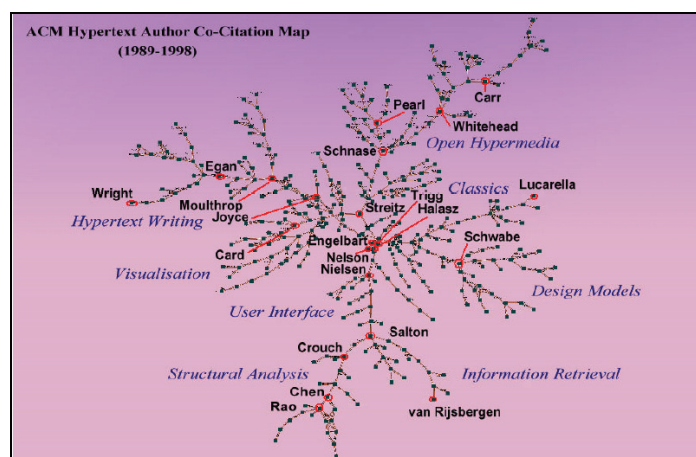 ACM Hypertext Author Co-Citation Map
(1989-1998)
Carr
Pearl
Whitehead
Open Hypermedia
Schnase
Egan
Classics
Trigg
Lucarella
Wright
Moulthrop
Streitz
Halasz
Hypertext Writing
Joyce
Card
Engelbart
Schwabe
Nelson
Visualisation
Nielsen
Design Models
User Interface
Salton
Crouch
Structural Analysis
Information Retrieval
Chen
Rao
van Rijsbergen